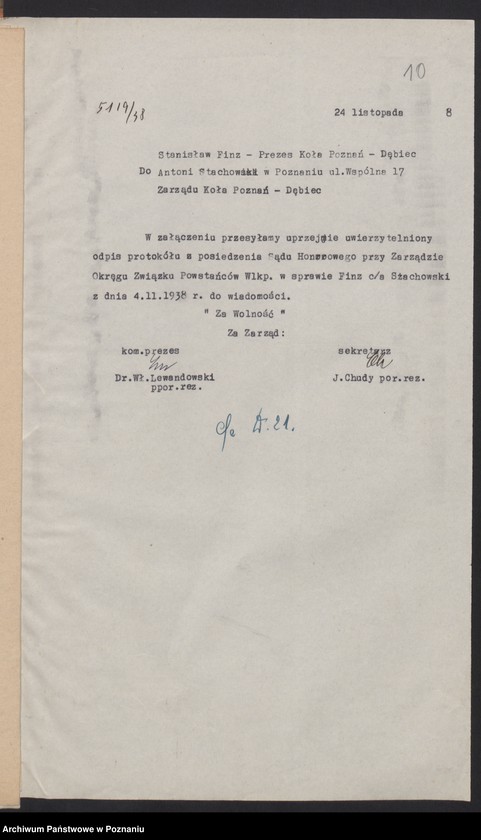 10
5119/38
24 listopada 8
Stanisław Finz - Prezes Koła Poznań - Dębiec
Do Antoni Stachowski w Poznaniu ul.Wspólna 17
Zarządu Koła Poznań - Dębiec
W załączeniu przesyłamy uprzejmie uwierzytelniony
odpis protokółu z posiedzenia Sądu Honorowego przy Zarządzie
Okręgu Związku Powstańców Wlkp. w sprawie Finz c/a Stachowski
z dnia 4.11.1938 r. do wiadomości.
" Za Wolność "
Za Zarząd:
kom.prezes sekretarz
Dr.Wł.Lewandowski J.Chudy por.rez.
ppor.rez.
Archiwum Państwowe w Poznaniu